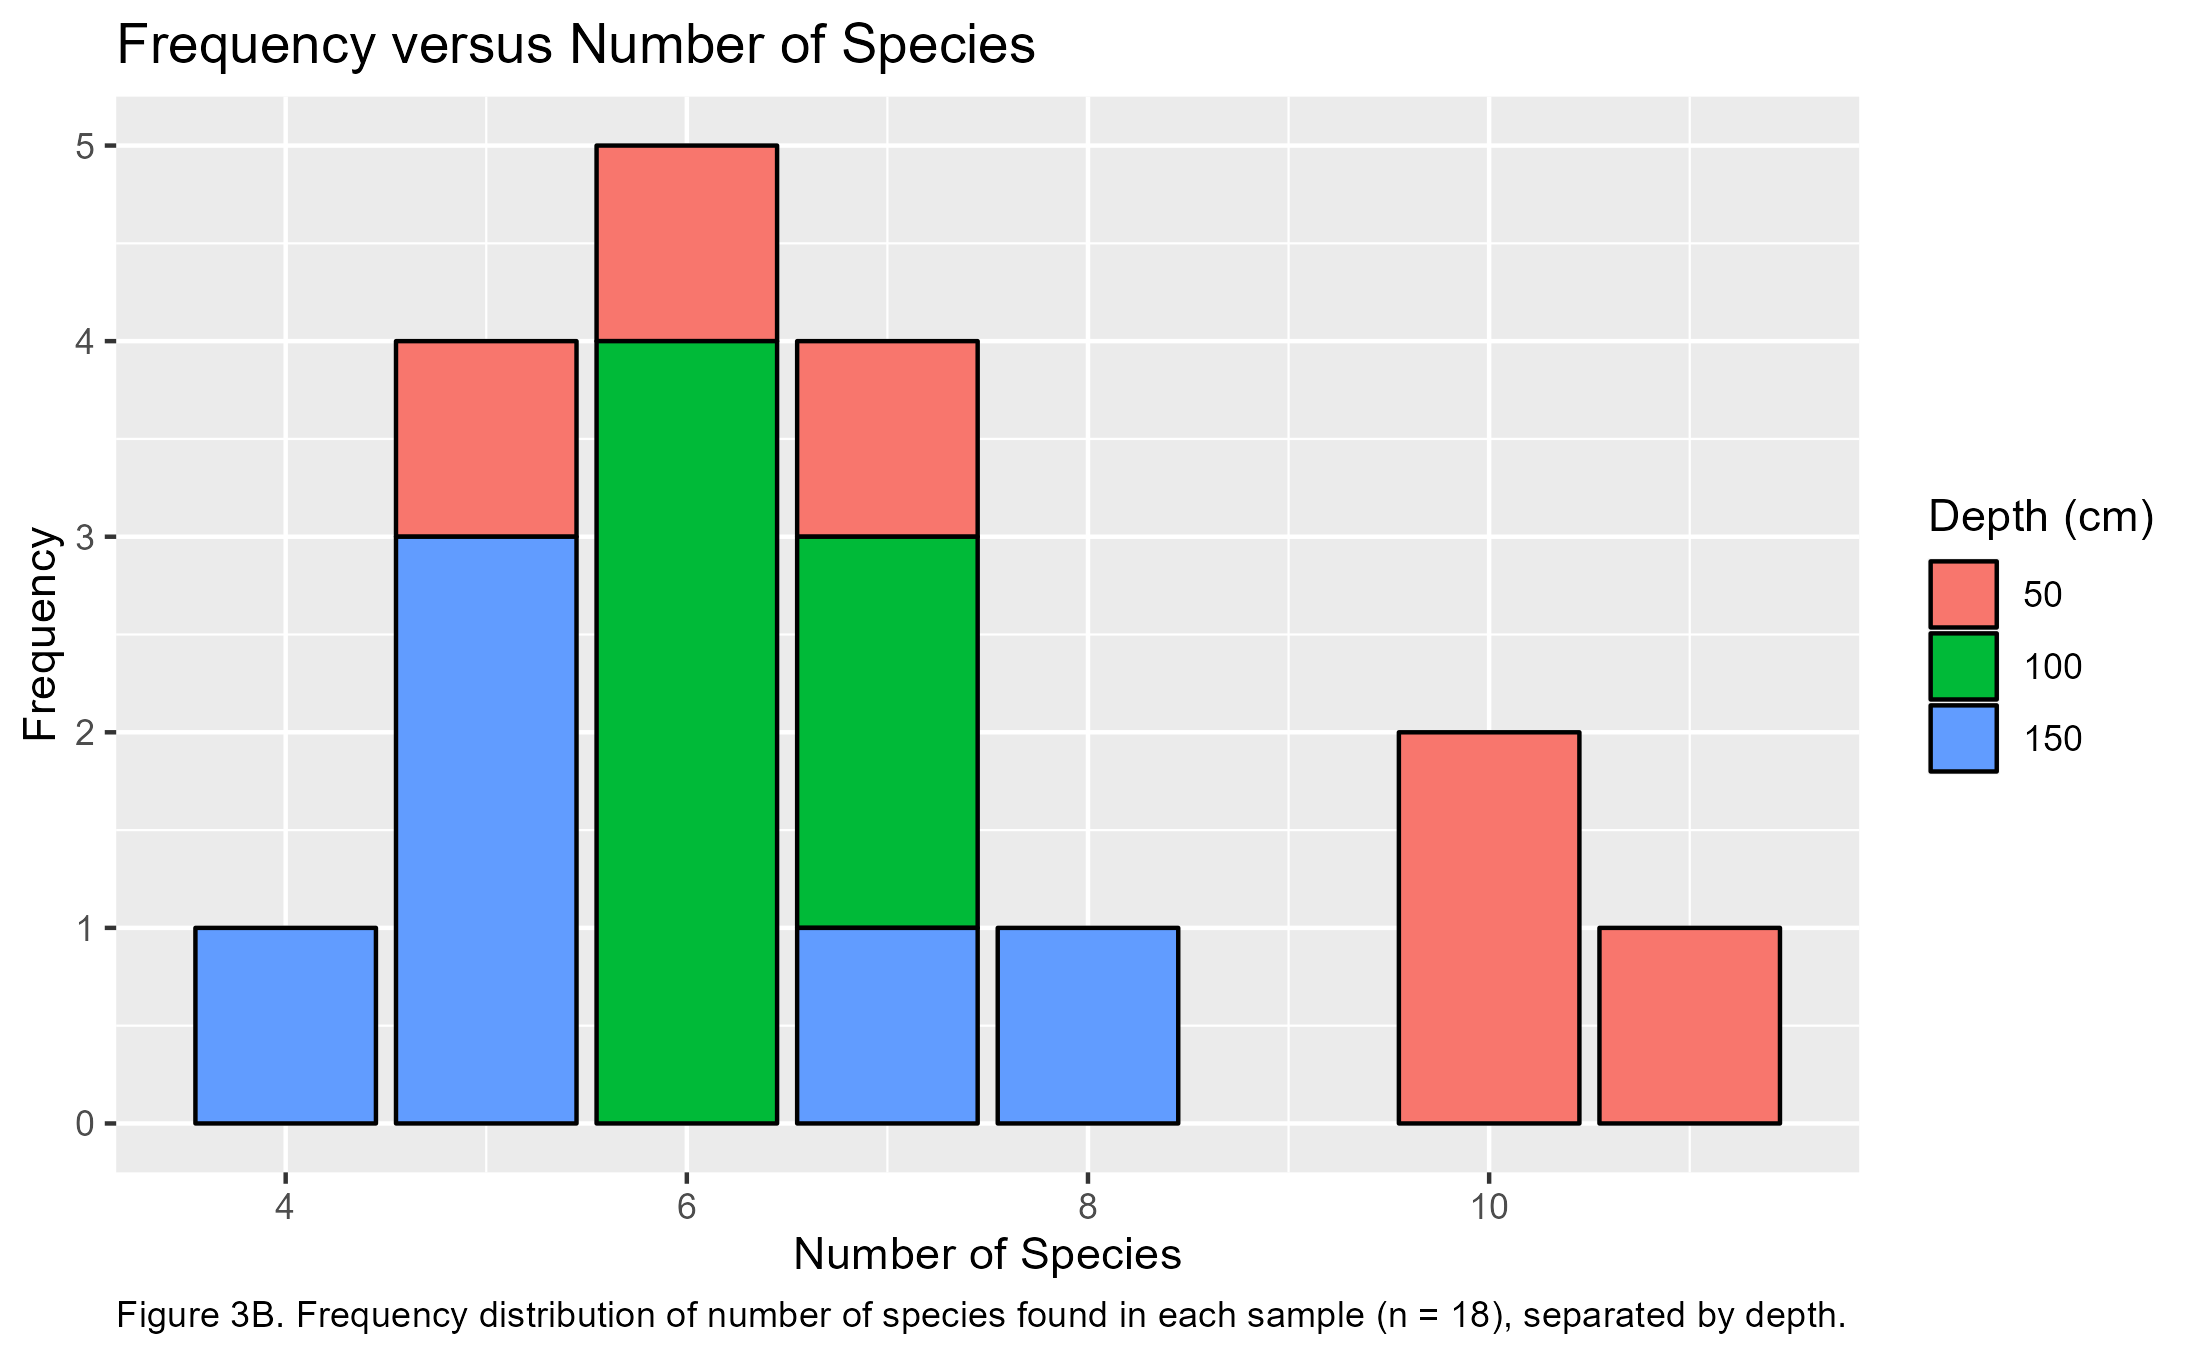 Frequency versus Number of Species
5
4
3
2
1
0
Frequency
4 6 8 10
Number of Species
Depth (cm)
50
100
150
Figure 3B. Frequency distribution of number of species found in each sample (n = 18), separated by depth.